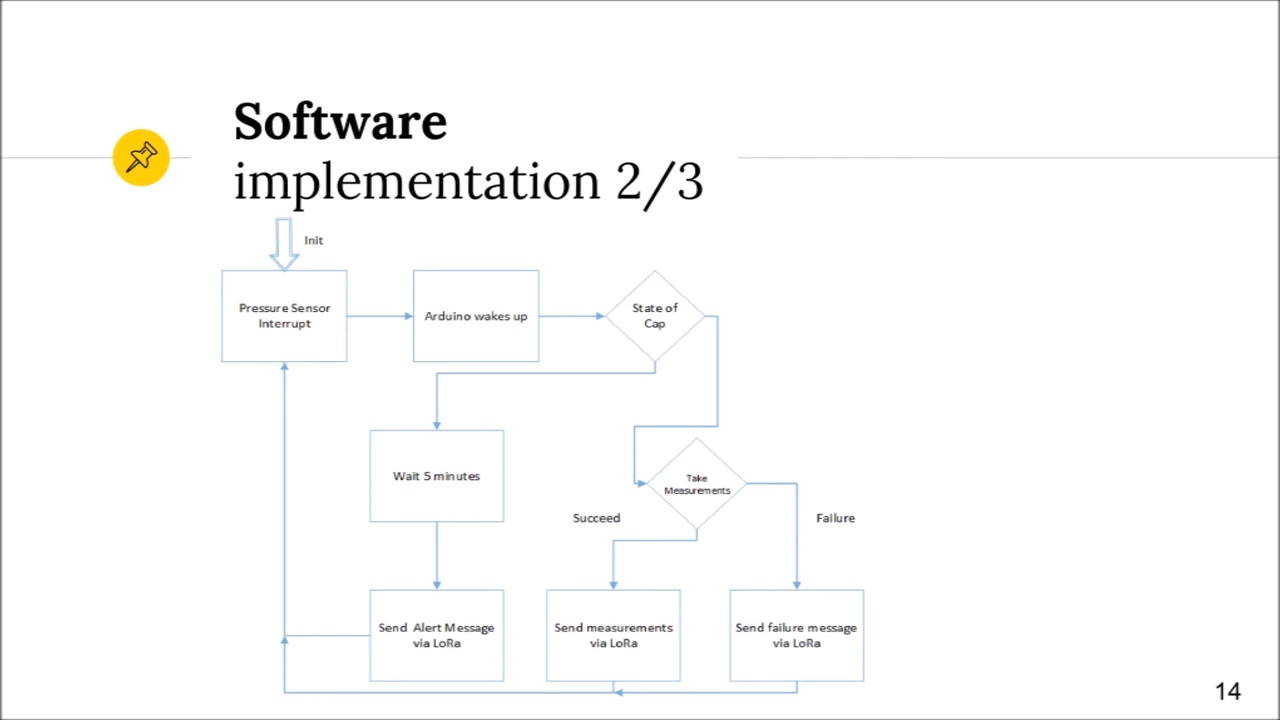 Software
implementation 2/3
Init
Pressure Sensor
Interrupt
Arduino wakes up
State of
Cap
Wait 5 minutes
Take
Measurements
Succeed
Failure
Send Alert Message
via LoRa
Send measurements
via LoRa
Send failure message
via LoRa
14